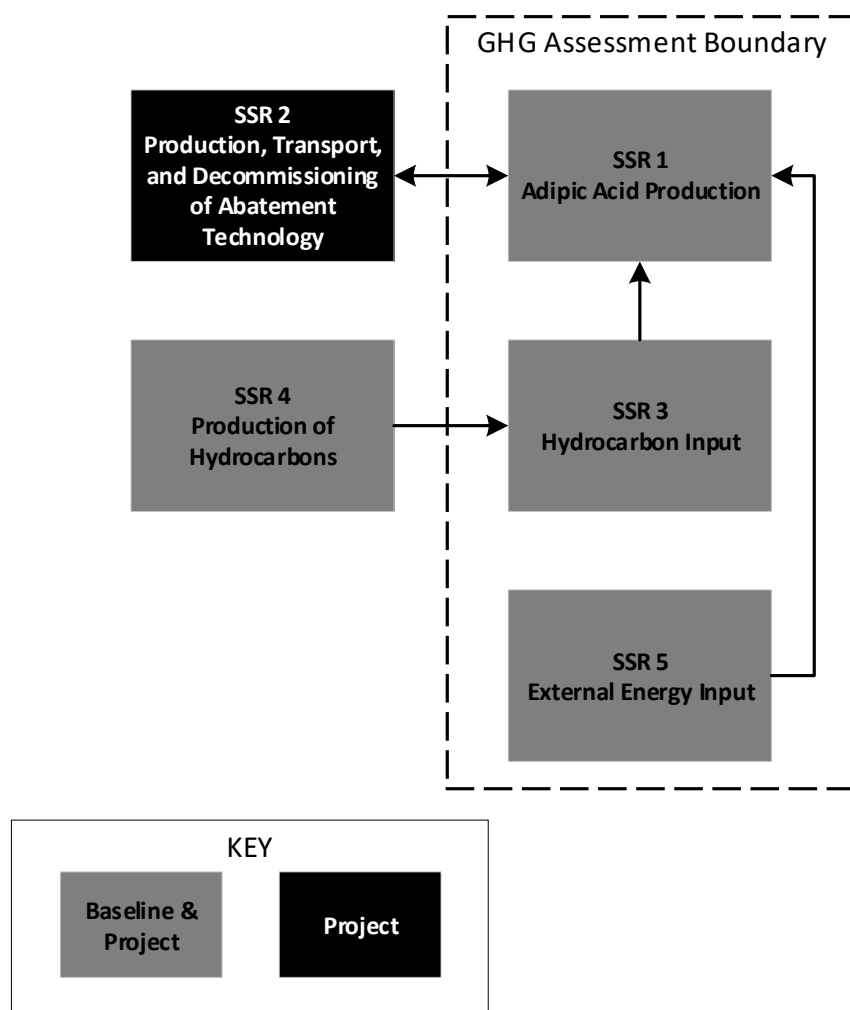 GHG Assessment Boundary
SSR 2
Production, Transport,
and Decommissioning
of Abatement
Technology
SSR 1
Adipic Acid Production
SSR 4
Production of
Hydrocarbons
SSR 3
Hydrocarbon Input
SSR 5
External Energy Input
KEY
Baseline &
Project
Project